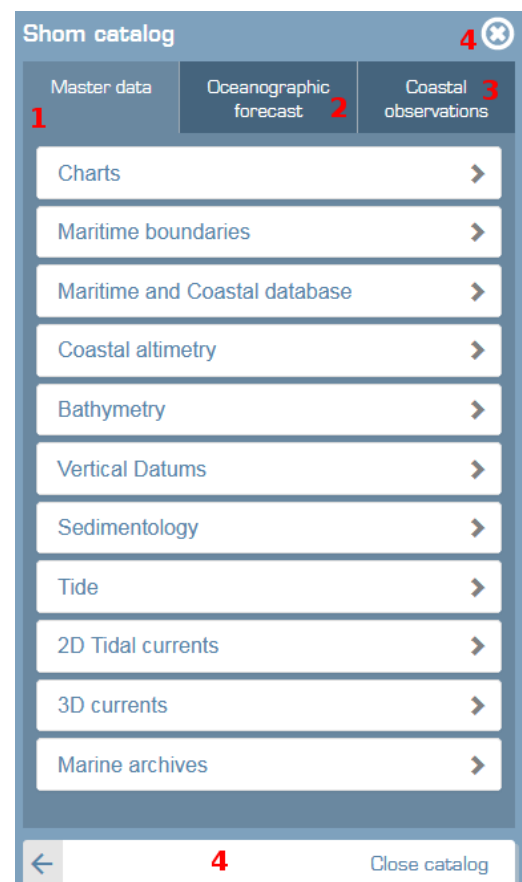 Shom catalog 4
Master data Oceanographic Coastal 3
1 forecast 2 observations
Charts
Maritime boundaries
Maritime and Coastal database
Coastal altimetry
Bathymetry
Vertical Datums
Sedimentology
Tide
2D Tidal currents
3D currents
Marine archives
4 Close catalog